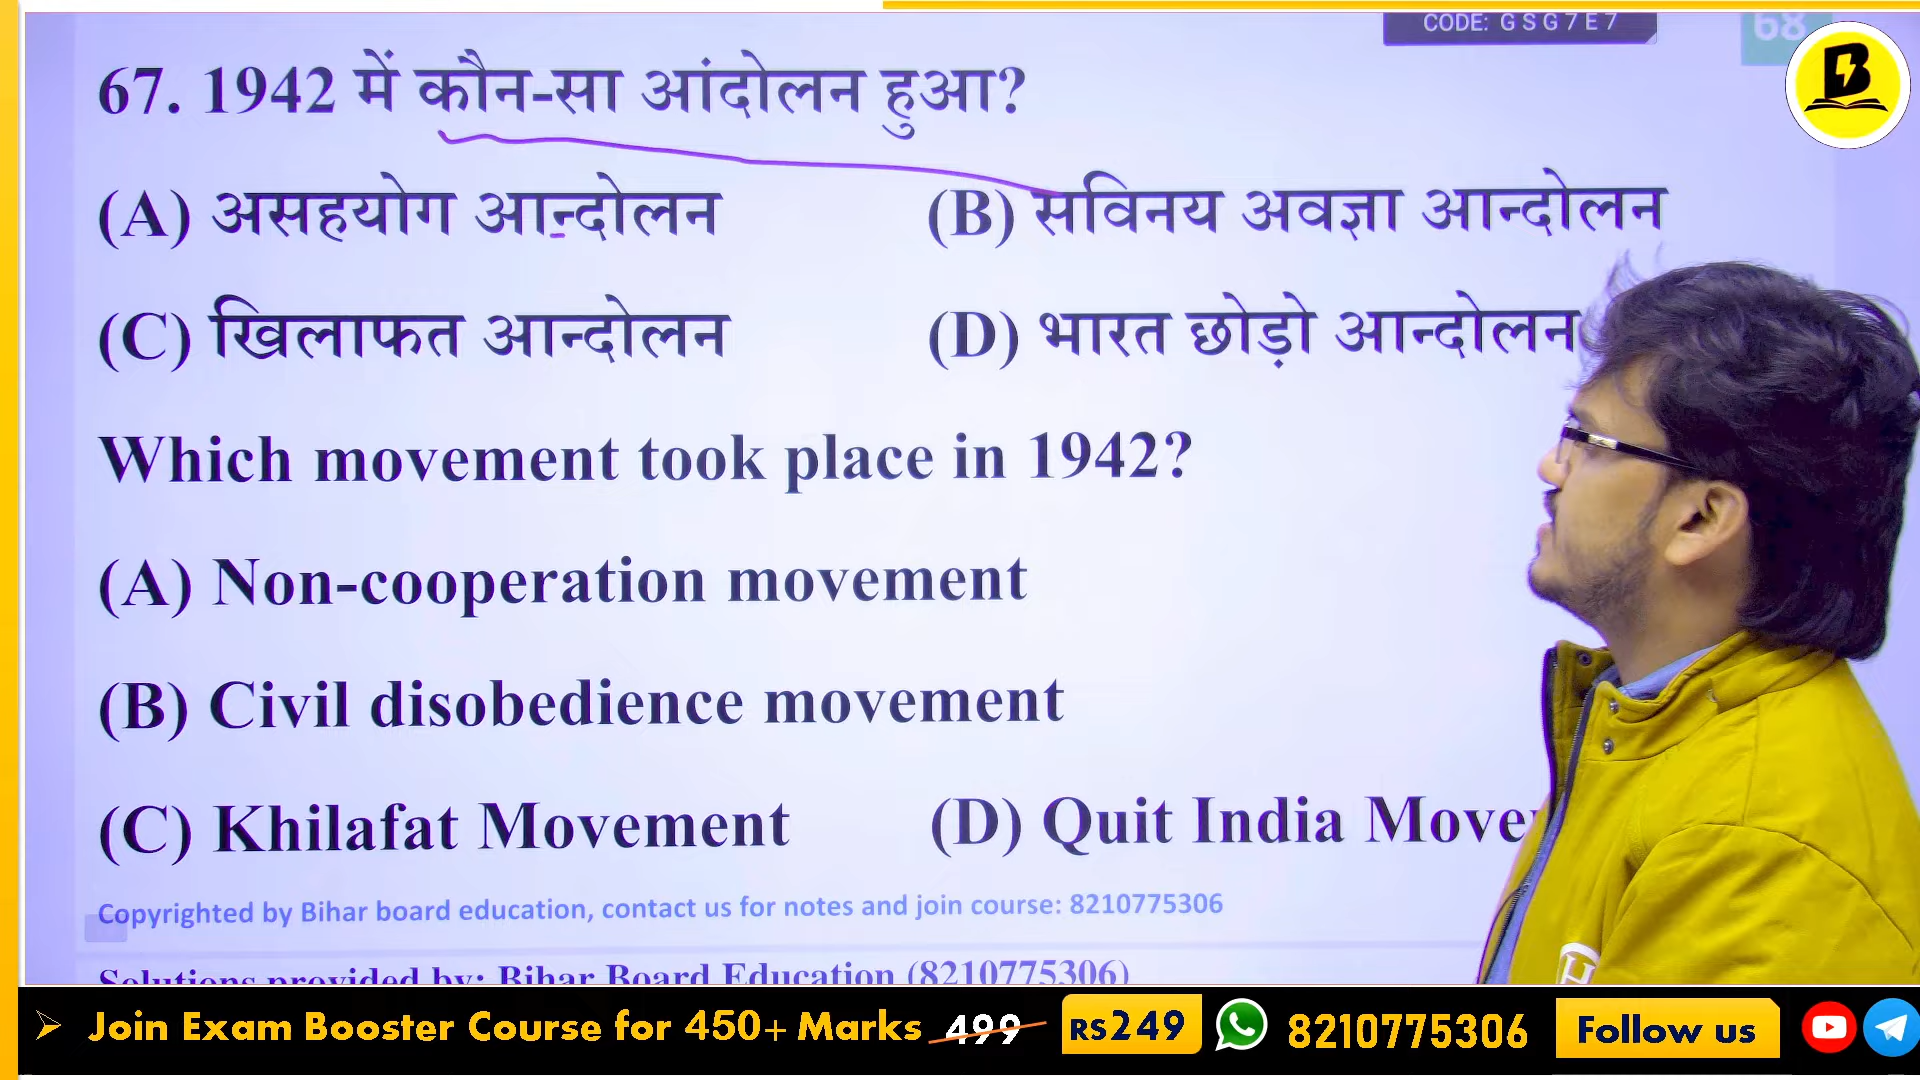 CODE: GSG7E7
68
B
67. 1942 में कौन-सा आंदोलन हुआ?
(A) असहयोग आन्दोलन (B) सविनय अवज्ञा आन्दोलन
(C) खिलाफत आन्दोलन (D) भारत छोड़ो आन्दोलन
Which movement took place in 1942?
(A) Non-cooperation movement
(B) Civil disobedience movement
(C) Khilafat Movement (D) Quit India Move
Copyrighted by Bihar board education, contact us for notes and join course: 8210775306
Solutions provided by: Bihar Board Education (8210775306)
➤ Join Exam Booster Course for 450+ Marks 499 RS249 8210775306 Follow us